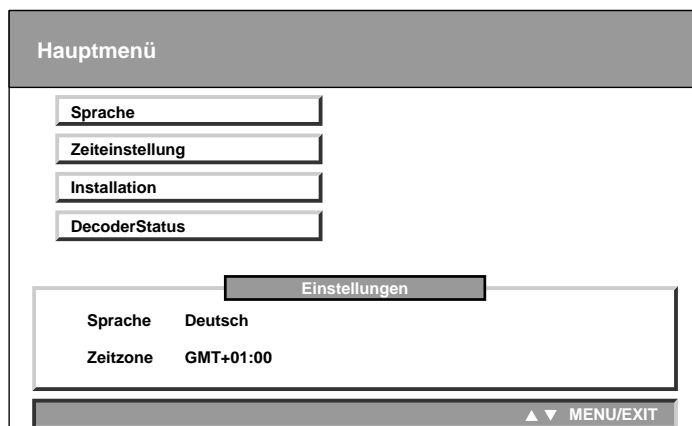 Hauptmenü
Sprache
Zeiteinstellung
Installation
DecoderStatus
Einstellungen
Sprache Deutsch
Zeitzone GMT+01:00
▲ ▼ MENU/EXIT